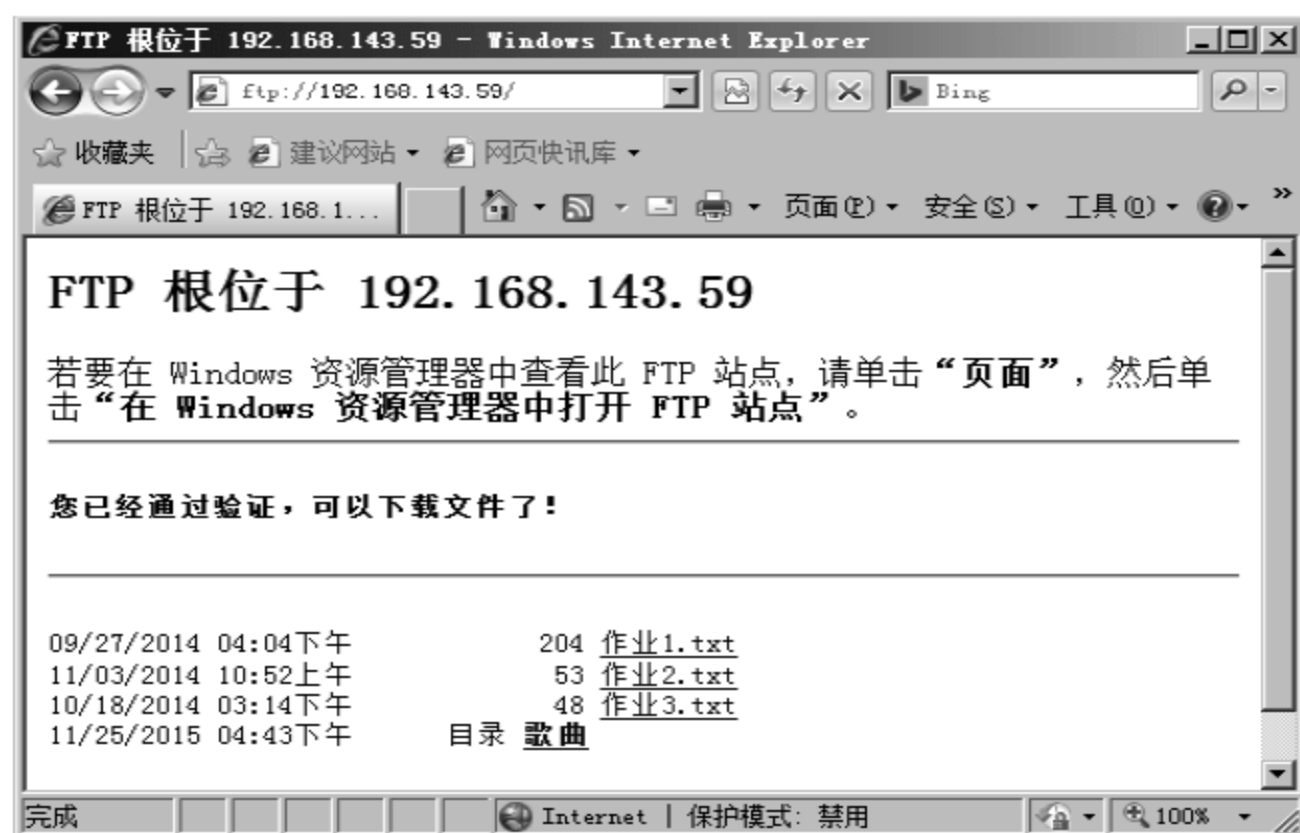 FTP 根位于 192.168.143.59 - Windows Internet Explorer
ftp://192.168.143.59/
Bing
收藏夹 建议网站 网页快讯库
FTP 根位于 192.168.1... 页面(P) 安全(S) 工具(O) »
FTP 根位于 192.168.143.59
若要在 Windows 资源管理器中查看此 FTP 站点，请单击“页面”，然后单
击“在 Windows 资源管理器中打开 FTP 站点”。
您已经通过验证，可以下载文件了!
09/27/2014 04:04下午 204 作业1.txt
11/03/2014 10:52上午 53 作业2.txt
10/18/2014 03:14下午 48 作业3.txt
11/25/2015 04:43下午 目录 歌曲
完成 Internet | 保护模式: 禁用 100%